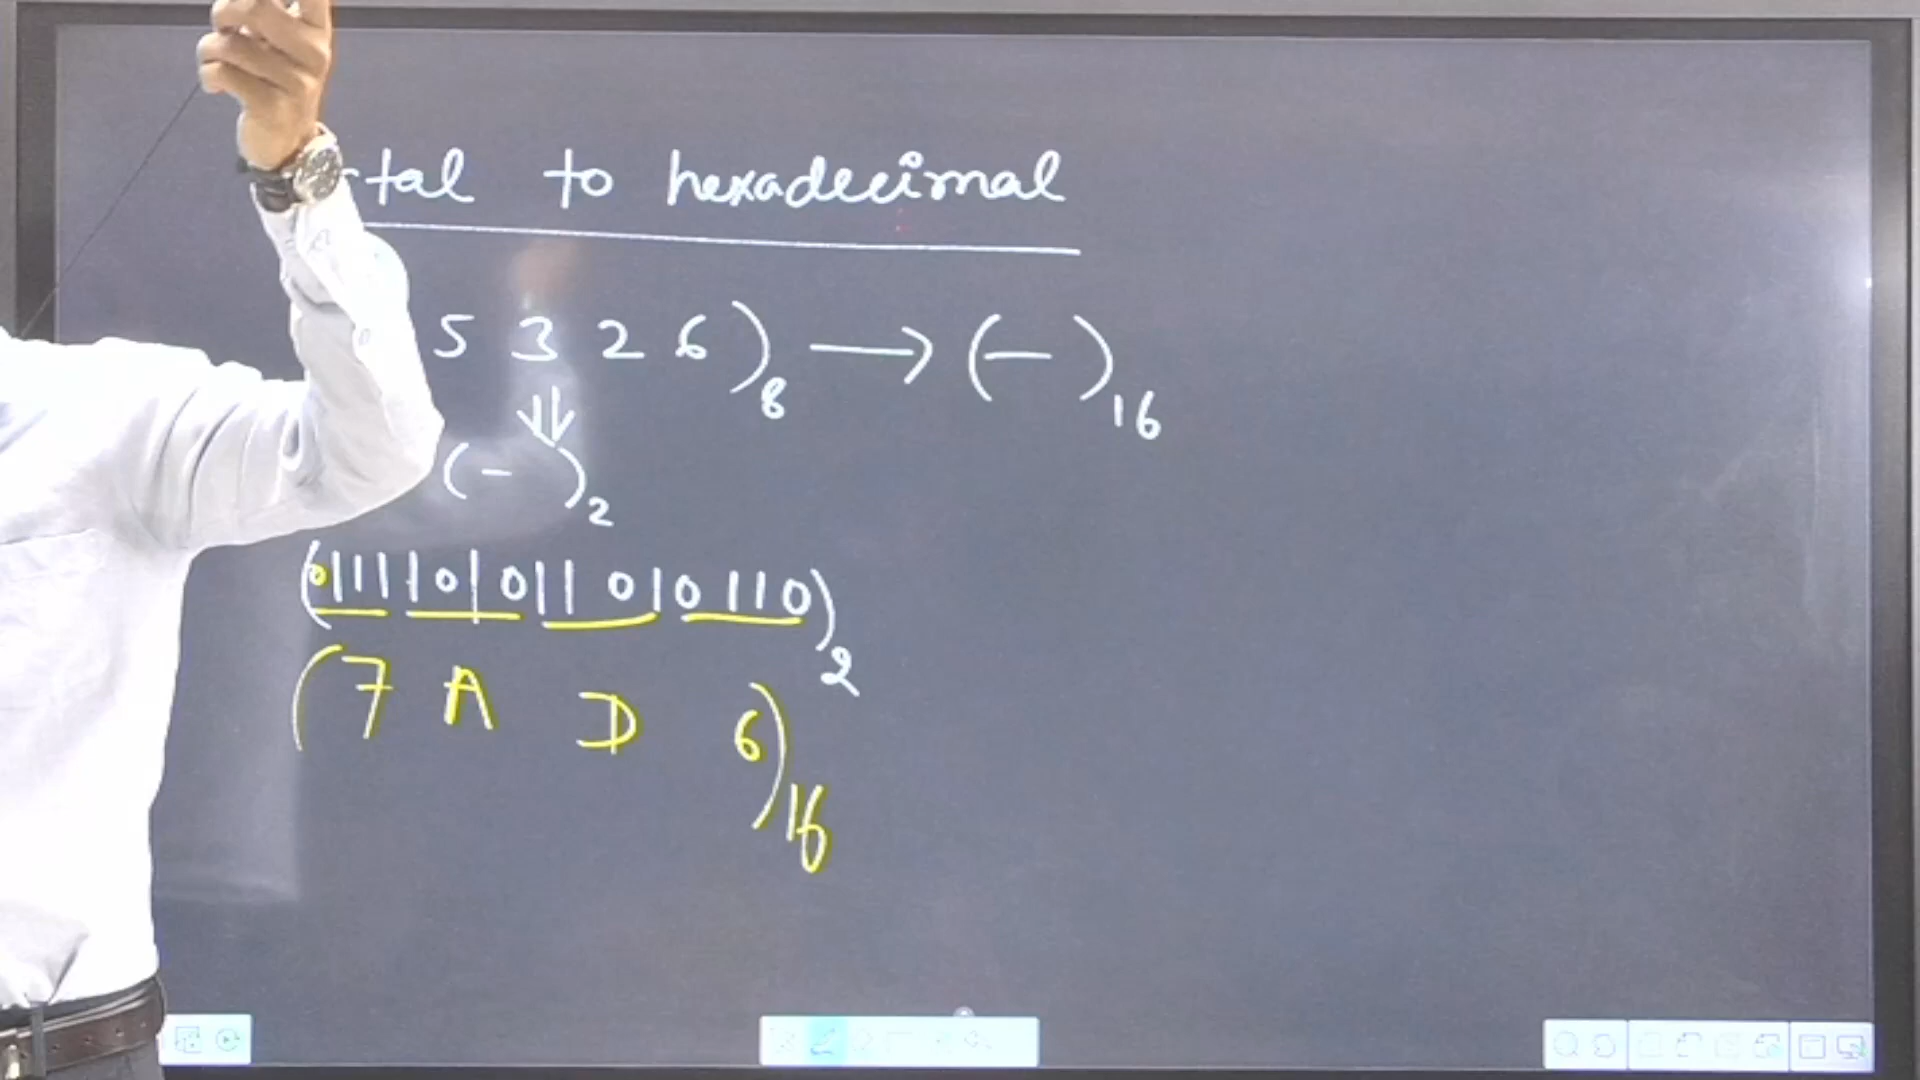 tal to hexadecimal
5 3 2 6 )8 → ( – )16
( – )2
(0111 1010 1101 0110)2
(7 A D 6)16